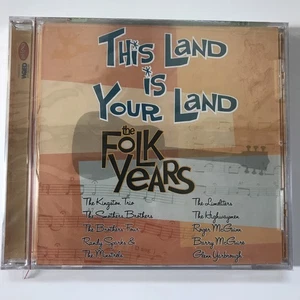 This Land
is
Your Land
the
Folk
Years
The Kingston Trio
The Smothers Brothers
The Brothers Four
Randy Sparks &
The Minstrels
The Limeliters
The Highwaymen
Roger McGuinn
Barry McGuire
Glenn Yarbrough